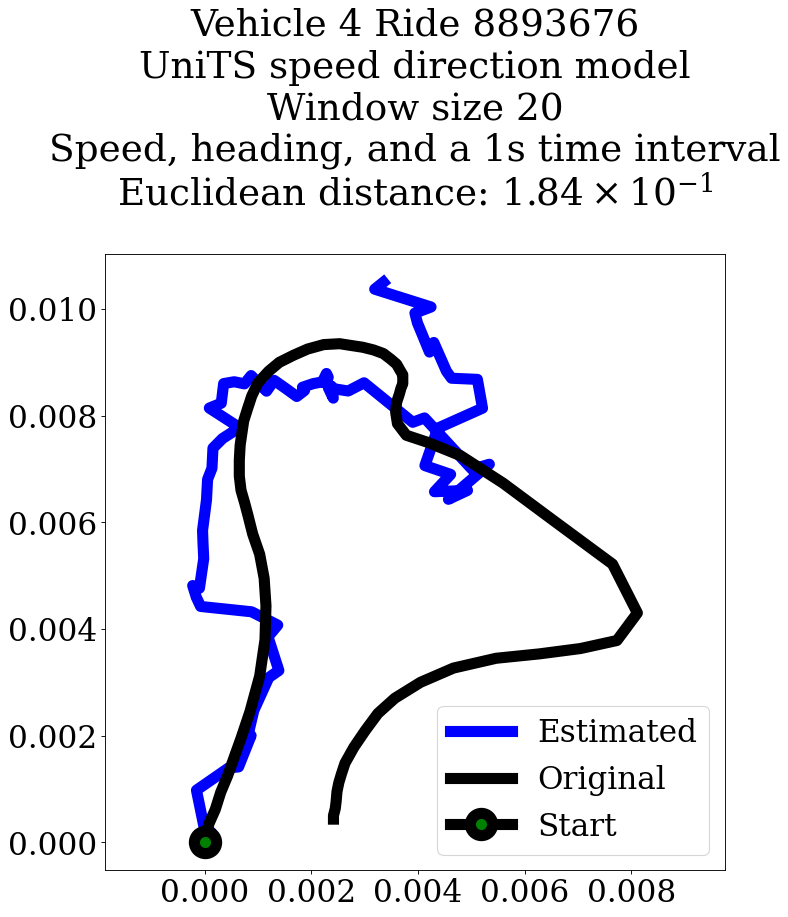 Vehicle 4 Ride 8893676
UniTS speed direction model
Window size 20
Speed, heading, and a 1s time interval
Euclidean distance: 1.84 × 10⁻¹
0.010
0.008
0.006
0.004
0.002
0.000
Estimated
Original
Start
0.000 0.002 0.004 0.006 0.008